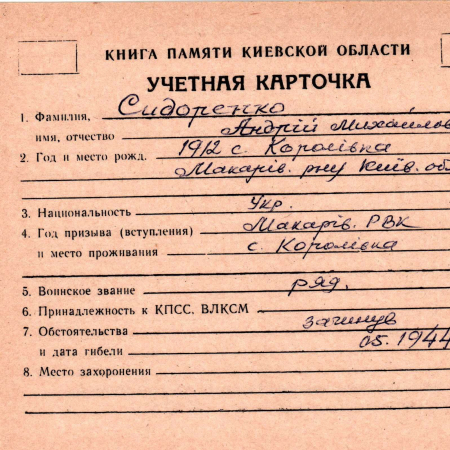 КНИГА ПАМЯТИ КИЕВСКОЙ ОБЛАСТИ
УЧЕТНАЯ КАРТОЧКА
1. Фамилия, Сидоренко
имя, отчество Андрій Михайлов
2. Год и место рожд. 1912 с. Королівка
Макарів. р-ну Київ. об
3. Национальность Укр.
4. Год призыва (вступления) Макарів. РВК
и место проживания с. Королівка
5. Воинское звание ряд.
6. Принадлежность к КПСС, ВЛКСМ
7. Обстоятельства загинув
и дата гибели 05. 1944
8. Место захоронения